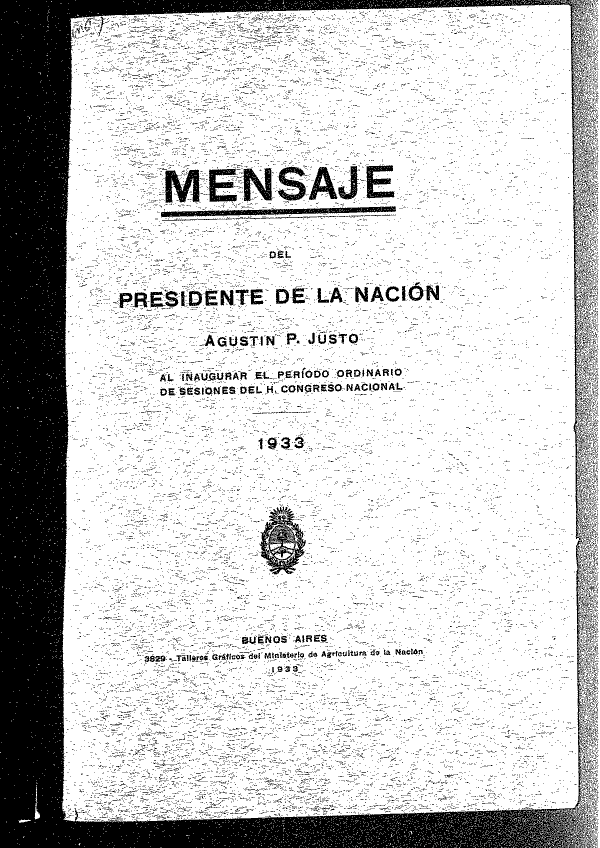 MENSAJE
DEL
PRESIDENTE DE LA NACIÓN
AGUSTIN P. JUSTO
AL INAUGURAR EL PERÍODO ORDINARIO
DE SESIONES DEL H. CONGRESO NACIONAL
1933
BUENOS AIRES
3829 - Talleres Gráficos del Ministerio de Agricultura de la Nación
1933